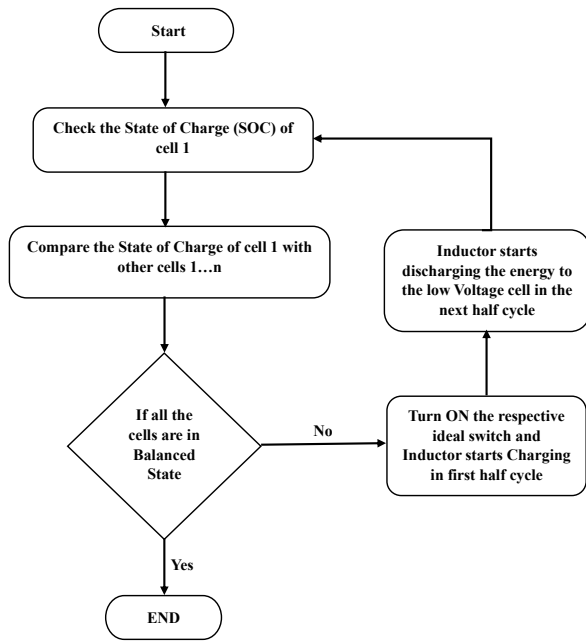 Start
Check the State of Charge (SOC) of
cell 1
Compare the State of Charge of cell 1 with
other cells 1…n
If all the
cells are in
Balanced
State
No
Turn ON the respective
ideal switch and
Inductor starts Charging
in first half cycle
Inductor starts
discharging the energy to
the low Voltage cell in the
next half cycle
Yes
END